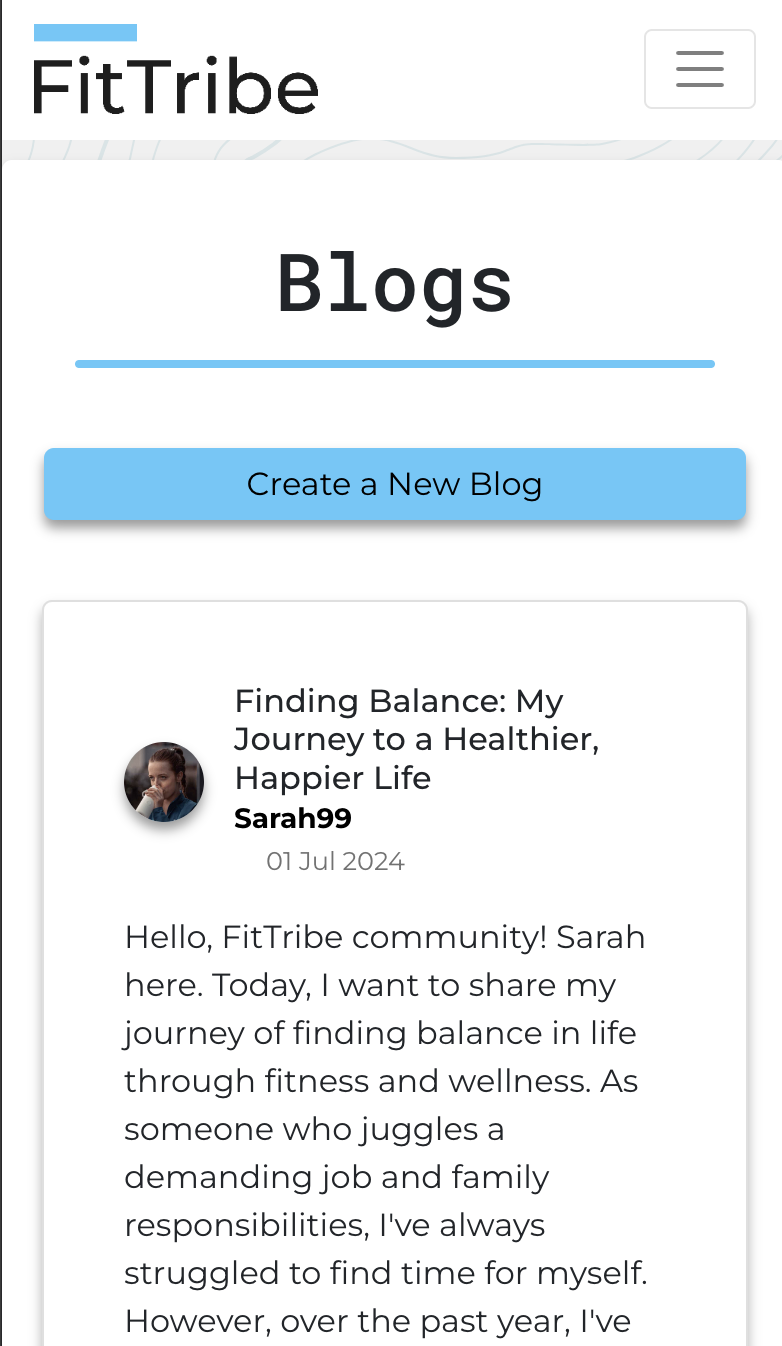 FitTribe
Blogs
Create a New Blog
Finding Balance: My
Journey to a Healthier,
Happier Life
Sarah99
01 Jul 2024
Hello, FitTribe community! Sarah
here. Today, I want to share my
journey of finding balance in life
through fitness and wellness. As
someone who juggles a
demanding job and family
responsibilities, I've always
struggled to find time for myself.
However, over the past year, I've